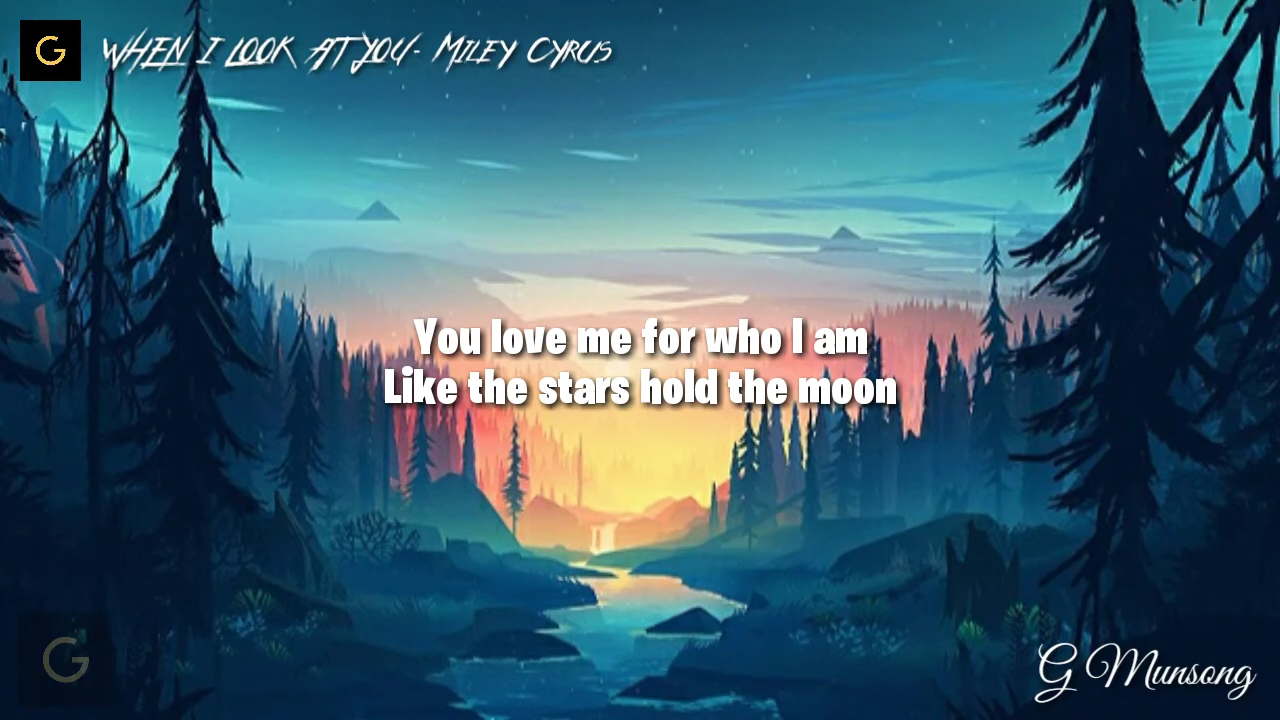 G WHEN I LOOK AT YOU- MILEY CYRUS
You love me for who I am
Like the stars hold the moon
G
G Munsong